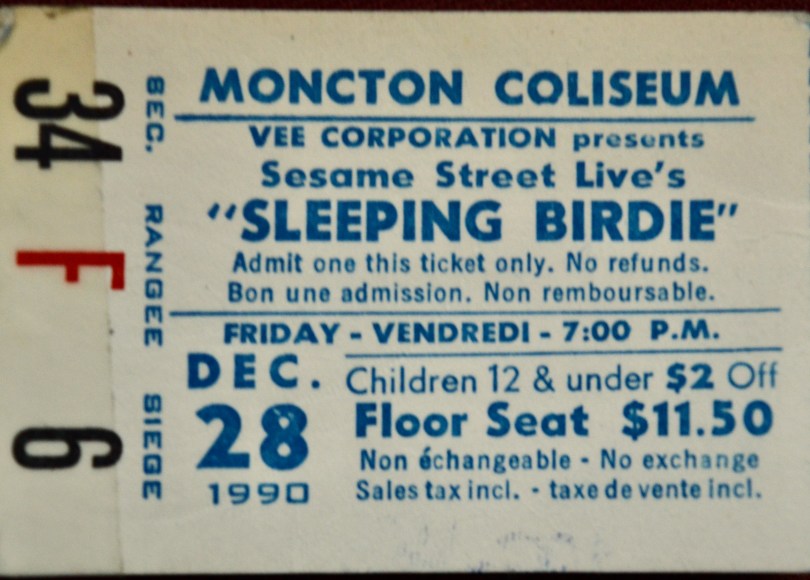 34 F 6
SEC. RANGEE SIEGE
MONCTON COLISEUM
VEE CORPORATION presents
Sesame Street Live's
"SLEEPING BIRDIE"
Admit one this ticket only. No refunds.
Bon une admission. Non remboursable.
FRIDAY - VENDREDI - 7:00 P.M.
DEC.
28
1990
Children 12 & under $2 Off
Floor Seat $11.50
Non échangeable - No exchange
Sales tax incl. - taxe de vente incl.